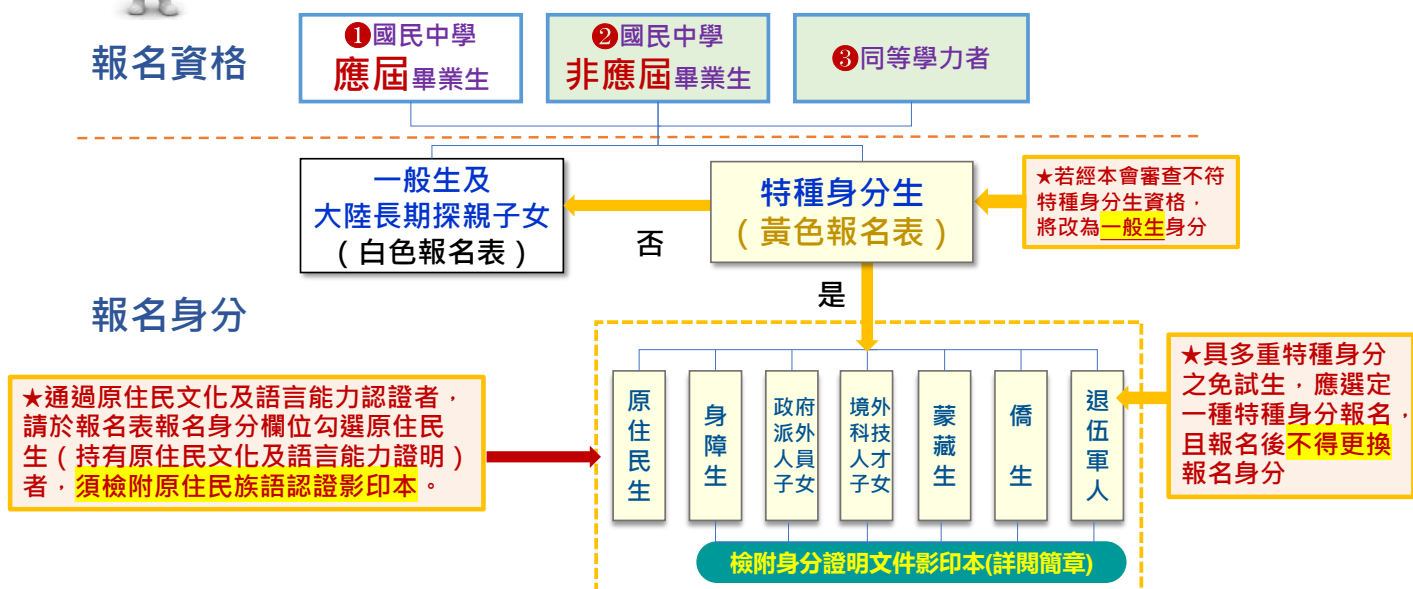 報名資格
❶國民中學
應屆畢業生
❷國民中學
非應屆畢業生
❸同等學力者
一般生及
大陸長期探親子女
（白色報名表）
否
特種身分生
（黃色報名表）
★若經本會審查不符
特種身分生資格，
將改為一般生身分
是
報名身分
★通過原住民文化及語言能力認證者，
請於報名表報名身分欄位勾選原住民
生（持有原住民文化及語言能力證明）
者，須檢附原住民族語認證影印本。
原住民生
身障生
政府派外人員子女
境外科技人才子女
蒙藏生
僑生
退伍軍人
★具多重特種身分
之免試生，應選定
一種特種身分報名，
且報名後不得更換
報名身分
檢附身分證明文件影印本(詳閱簡章)